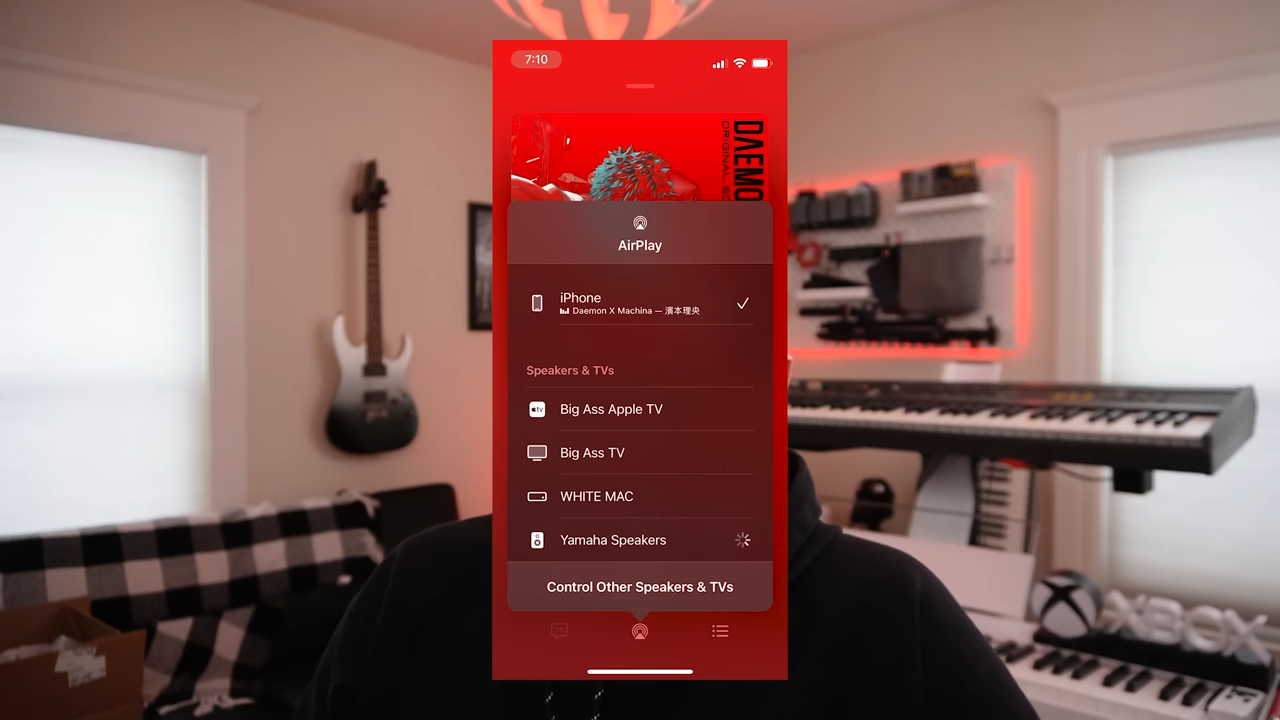 7:10
DAEMO
ORIGINAL
AirPlay
iPhone
Daemon X Machina — 濱本理央
Speakers & TVs
tv
Big Ass Apple TV
Big Ass TV
WHITE MAC
Yamaha Speakers
Control Other Speakers & TVs
XBOX